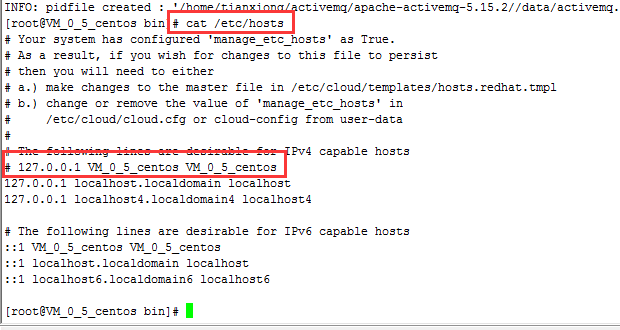 INFO: pidfile created : '/home/tianxiong/activemq/apache-activemq-5.15.2//data/activemq.
[root@VM_0_5_centos bin]# cat /etc/hosts
# Your system has configured 'manage_etc_hosts' as True.
# As a result, if you wish for changes to this file to persist
# then you will need to either
# a.) make changes to the master file in /etc/cloud/templates/hosts.redhat.tmpl
# b.) change or remove the value of 'manage_etc_hosts' in
#     /etc/cloud/cloud.cfg or cloud-config from user-data
#
# The following lines are desirable for IPv4 capable hosts
# 127.0.0.1 VM_0_5_centos VM_0_5_centos
127.0.0.1 localhost.localdomain localhost
127.0.0.1 localhost4.localdomain4 localhost4

# The following lines are desirable for IPv6 capable hosts
::1 VM_0_5_centos VM_0_5_centos
::1 localhost.localdomain localhost
::1 localhost6.localdomain6 localhost6

[root@VM_0_5_centos bin]#